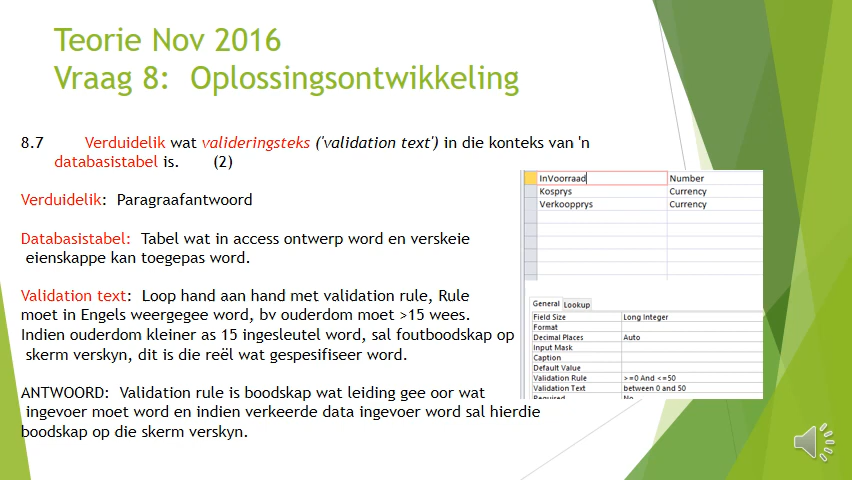 Teorie Nov 2016
Vraag 8: Oplossingsontwikkeling
8.7 Verduidelik wat valideringsteks ('validation text') in die konteks van 'n
databasistabel is. (2)
Verduidelik: Paragraafantwoord
Databasistabel: Tabel wat in access ontwerp word en verskeie
eienskappe kan toegepas word.
Validation text: Loop hand aan hand met validation rule, Rule
moet in Engels weergegee word, bv ouderdom moet >15 wees.
Indien ouderdom kleiner as 15 ingesleutel word, sal foutboodskap op
skerm verskyn, dit is die reël wat gespesifiseer word.
ANTWOORD: Validation rule is boodskap wat leiding gee oor wat
ingevoer moet word en indien verkeerde data ingevoer word sal hierdie
boodskap op die skerm verskyn.
InVoorraad Number
Kosprys Currency
Verkoopprys Currency
General Lookup
Field Size Long Integer
Format
Decimal Places Auto
Input Mask
Caption
Default Value
Validation Rule >=0 And <=50
Validation Text between 0 and 50
Required No